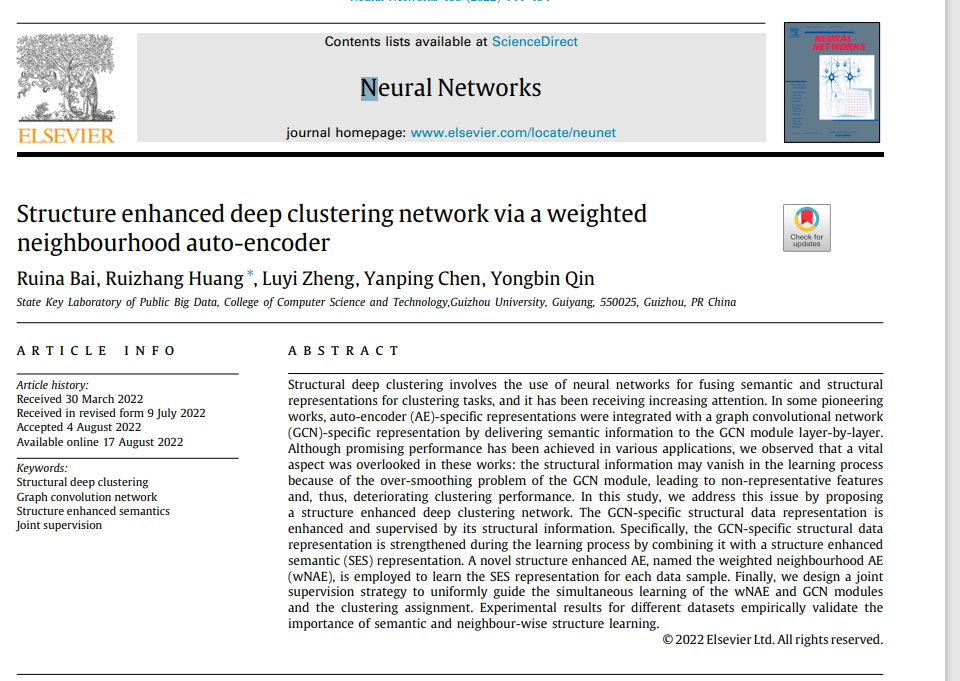 Contents lists available at ScienceDirect
Neural Networks
journal homepage: www.elsevier.com/locate/neunet
ELSEVIER
NEURAL
NETWORKS
Structure enhanced deep clustering network via a weighted
neighbourhood auto-encoder
Check for
updates
Ruina Bai, Ruizhang Huang *, Luyi Zheng, Yanping Chen, Yongbin Qin
State Key Laboratory of Public Big Data, College of Computer Science and Technology,Guizhou University, Guiyang, 550025, Guizhou, PR China
ARTICLE INFO
Article history:
Received 30 March 2022
Received in revised form 9 July 2022
Accepted 4 August 2022
Available online 17 August 2022
Keywords:
Structural deep clustering
Graph convolution network
Structure enhanced semantics
Joint supervision
ABSTRACT
Structural deep clustering involves the use of neural networks for fusing semantic and structural
representations for clustering tasks, and it has been receiving increasing attention. In some pioneering
works, auto-encoder (AE)-specific representations were integrated with a graph convolutional network
(GCN)-specific representation by delivering semantic information to the GCN module layer-by-layer.
Although promising performance has been achieved in various applications, we observed that a vital
aspect was overlooked in these works: the structural information may vanish in the learning process
because of the over-smoothing problem of the GCN module, leading to non-representative features
and, thus, deteriorating clustering performance. In this study, we address this issue by proposing
a structure enhanced deep clustering network. The GCN-specific structural data representation is
enhanced and supervised by its structural information. Specifically, the GCN-specific structural data
representation is strengthened during the learning process by combining it with a structure enhanced
semantic (SES) representation. A novel structure enhanced AE, named the weighted neighbourhood AE
(wNAE), is employed to learn the SES representation for each data sample. Finally, we design a joint
supervision strategy to uniformly guide the simultaneous learning of the wNAE and GCN modules
and the clustering assignment. Experimental results for different datasets empirically validate the
importance of semantic and neighbour-wise structure learning.
© 2022 Elsevier Ltd. All rights reserved.